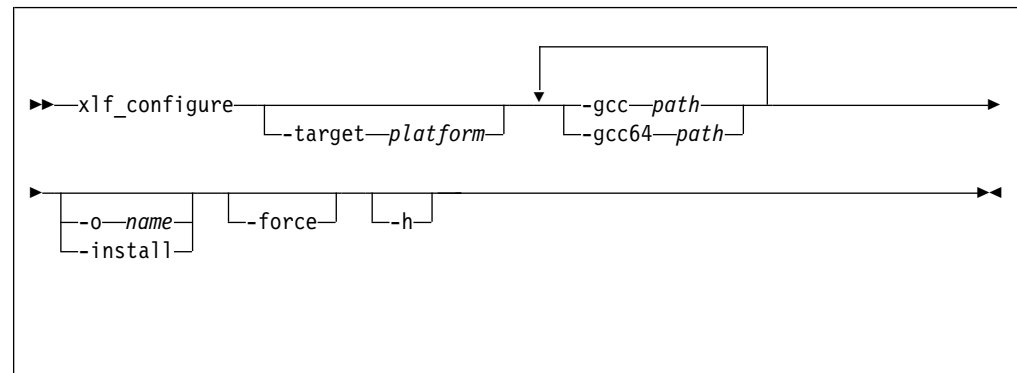 xlf_configure -gcc path
-target platform -gcc64 path
-o name -force -h
-install